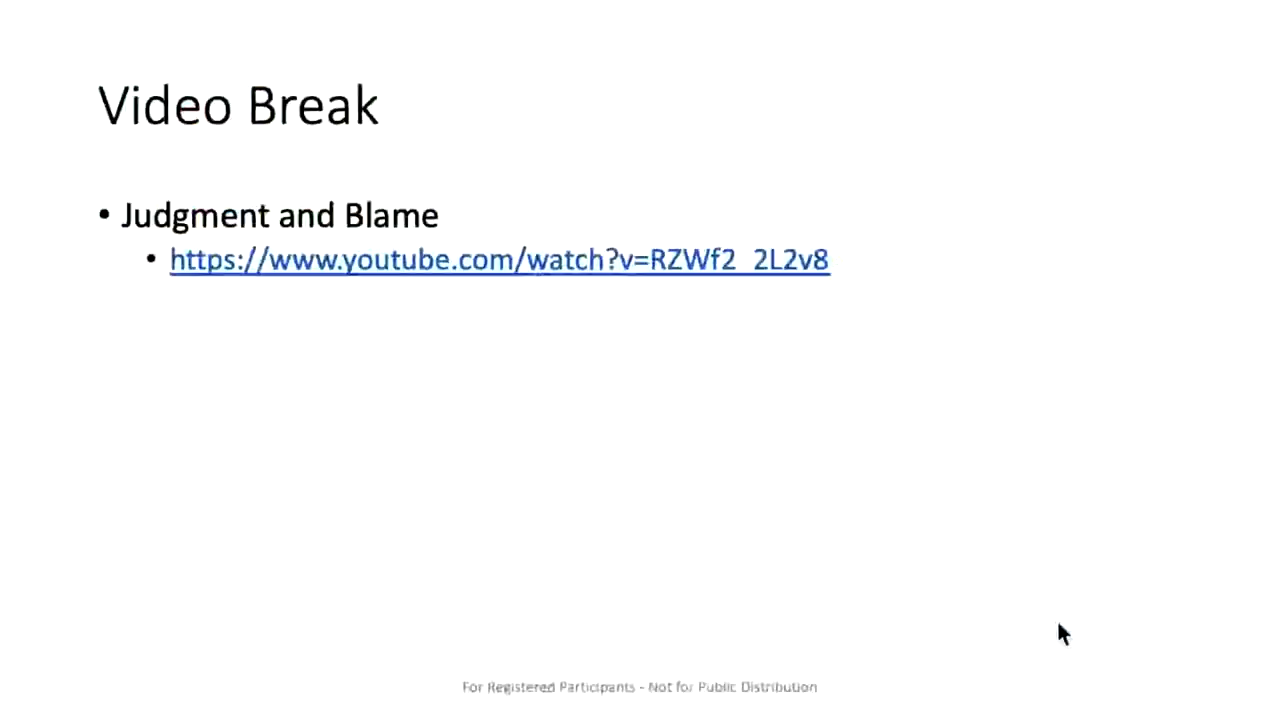 Video Break
• Judgment and Blame
• https://www.youtube.com/watch?v=RZWf2_2L2v8
For Registered Participants - Not for Public Distribution